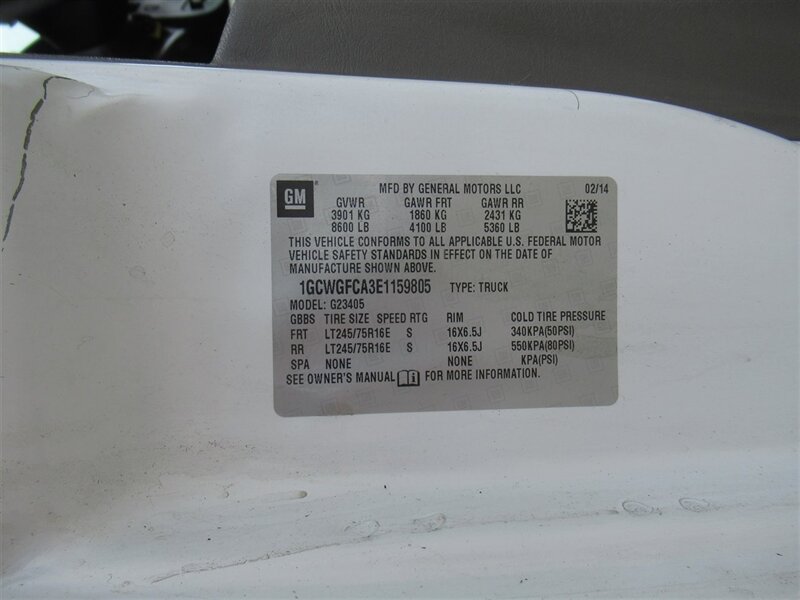 GM
MFD BY GENERAL MOTORS LLC 02/14
GVWR GAWR FRT GAWR RR
3901 KG 1860 KG 2431 KG
8600 LB 4100 LB 5360 LB
THIS VEHICLE CONFORMS TO ALL APPLICABLE U.S. FEDERAL MOTOR
VEHICLE SAFETY STANDARDS IN EFFECT ON THE DATE OF
MANUFACTURE SHOWN ABOVE.
1GCWGFCA3E1159805 TYPE: TRUCK
MODEL: G23405
GBBS TIRE SIZE SPEED RTG RIM COLD TIRE PRESSURE
FRT LT245/75R16E S 16X6.5J 340KPA(50PSI)
RR LT245/75R16E S 16X6.5J 550KPA(80PSI)
SPA NONE NONE KPA(PSI)
SEE OWNER'S MANUAL FOR MORE INFORMATION.